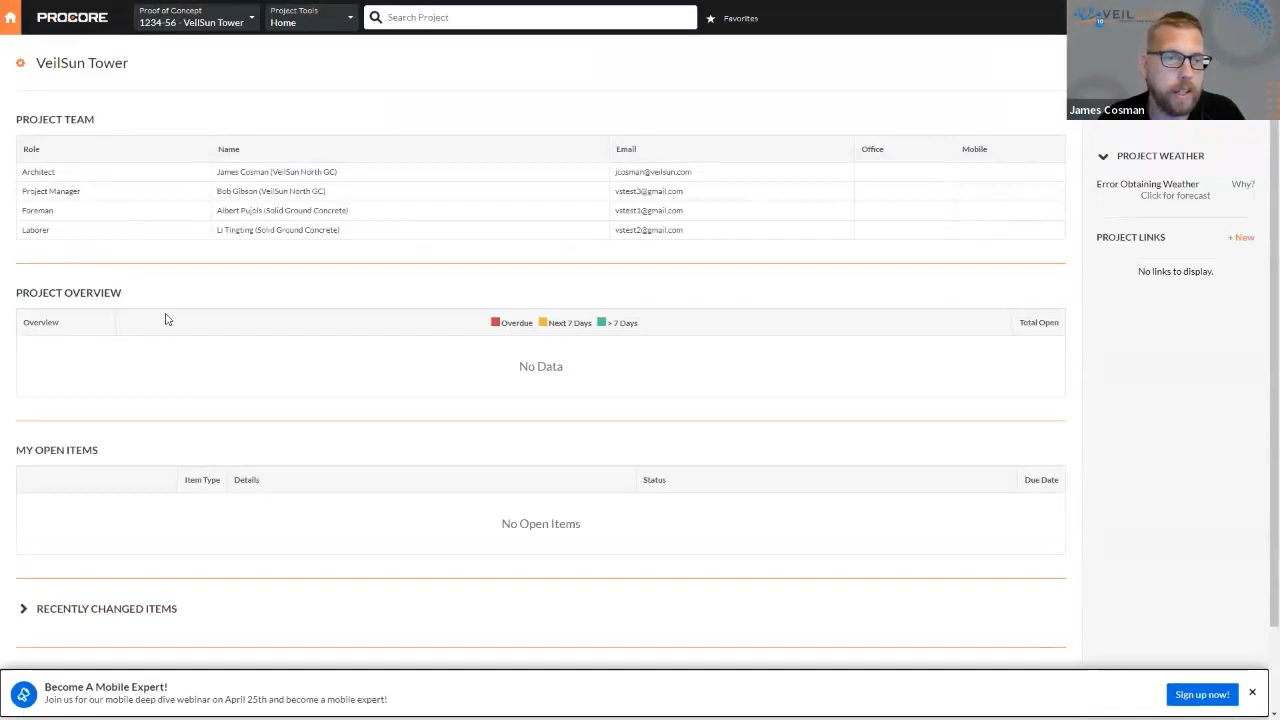 PROCORE
Proof of Concept
1234-56 - VeilSun Tower
Project Tools
Home
Search Project
Favorites
VEIL
James Cosman
VeilSun Tower
PROJECT TEAM
Role Name Email Office Mobile
Architect James Cosman (VeilSun North GC) jcosman@veilsun.com
Project Manager Bob Gibson (VeilSun North GC) vstest3@gmail.com
Foreman Albert Pujols (Solid Ground Concrete) vstest1@gmail.com
Laborer Li Tingting (Solid Ground Concrete) vstest2@gmail.com
PROJECT WEATHER
Error Obtaining Weather Why?
Click for forecast
PROJECT LINKS + New
No links to display.
PROJECT OVERVIEW
Overview Overdue Next 7 Days > 7 Days Total Open
No Data
MY OPEN ITEMS
Item Type Details Status Due Date
No Open Items
RECENTLY CHANGED ITEMS
Become A Mobile Expert!
Join us for our mobile deep dive webinar on April 25th and become a mobile expert!
Sign up now!